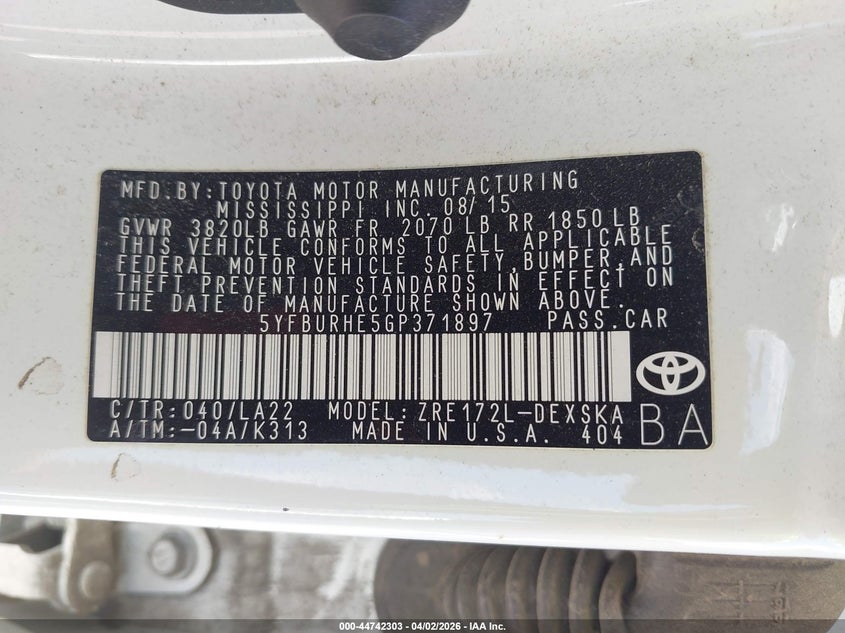 MFD.BY:TOYOTA MOTOR MANUFACTURING
MISSISSIPPI INC. 08/15
GVWR 3820LB GAWR FR 2070 LB RR 1850 LB
THIS VEHICLE CONFORMS TO ALL APPLICABLE
FEDERAL MOTOR VEHICLE SAFETY,BUMPER,AND
THEFT PREVENTION STANDARDS IN EFFECT ON
THE DATE OF MANUFACTURE SHOWN ABOVE.
5YFBURHE5GP371897 PASS.CAR
C/TR:040/LA22 MODEL:ZRE172L-DEXSKA
A/TM:-04A/K313 MADE IN U.S.A. 404
BA
000-44742303 - 04/02/2026 - IAA Inc.